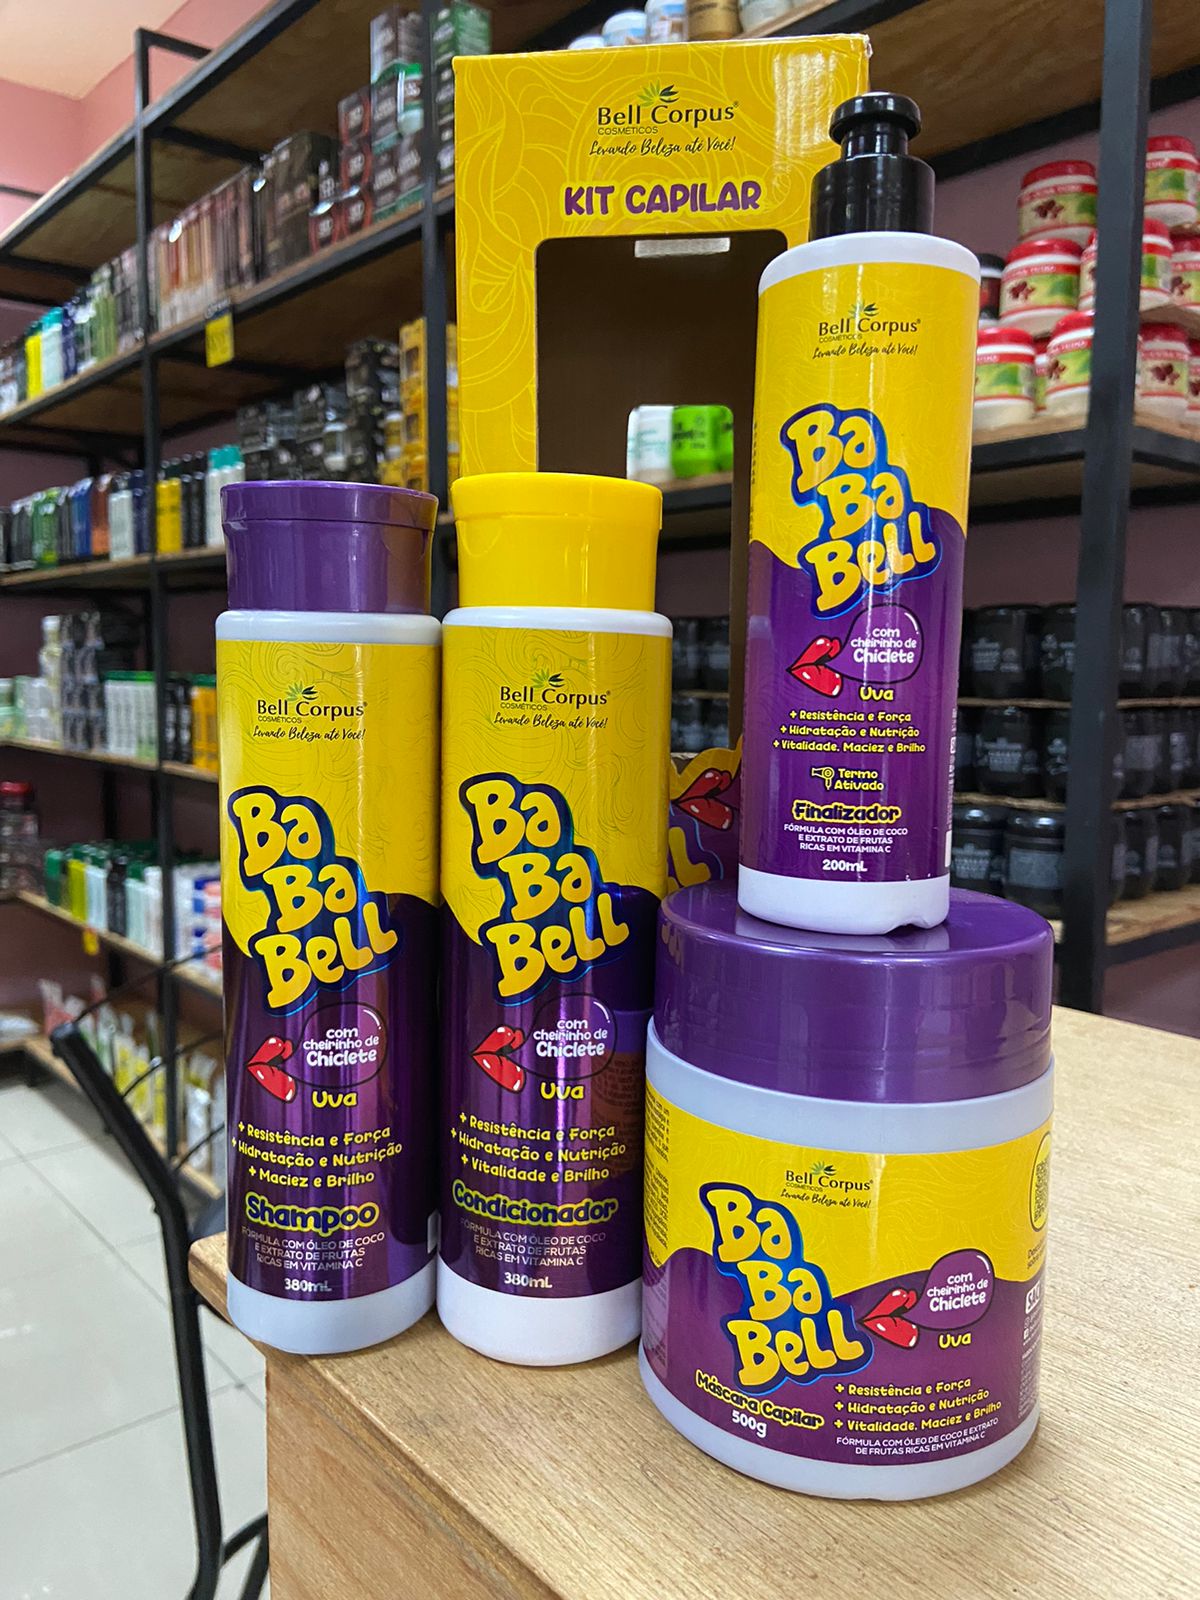 Bell Corpus
COSMÉTICOS
Levando Beleza até Você!
KIT CAPILAR
Bell Corpus
COSMÉTICOS
Levando Beleza até Você!
Ba
Ba
Bell
com
cheirinho de
Chiclete
Uva
+ Resistência e Força
+ Hidratação e Nutrição
+ Vitalidade, Maciez e Brilho
Termo
Ativado
Finalizador
FÓRMULA COM ÓLEO DE COCO
E EXTRATO DE FRUTAS
RICAS EM VITAMINA C
200mL
Bell Corpus
COSMÉTICOS
Levando Beleza até Você!
Ba
Ba
Bell
com
cheirinho de
Chiclete
Uva
+ Resistência e Força
+ Hidratação e Nutrição
+ Maciez e Brilho
Shampoo
FÓRMULA COM ÓLEO DE COCO
E EXTRATO DE FRUTAS
RICAS EM VITAMINA C
380mL
Bell Corpus
COSMÉTICOS
Levando Beleza até Você!
Ba
Ba
Bell
com
cheirinho de
Chiclete
Uva
+ Resistência e Força
+ Hidratação e Nutrição
+ Vitalidade e Brilho
Condicionador
FÓRMULA COM ÓLEO DE COCO
E EXTRATO DE FRUTAS
RICAS EM VITAMINA C
380mL
Bell Corpus
COSMÉTICOS
Levando Beleza até Você!
Ba
Ba
Bell
com
cheirinho de
Chiclete
Uva
Máscara Capilar
500g
+ Resistência e Força
+ Hidratação e Nutrição
+ Vitalidade, Maciez e Brilho
FÓRMULA COM ÓLEO DE COCO E EXTRATO
DE FRUTAS RICAS EM VITAMINA C